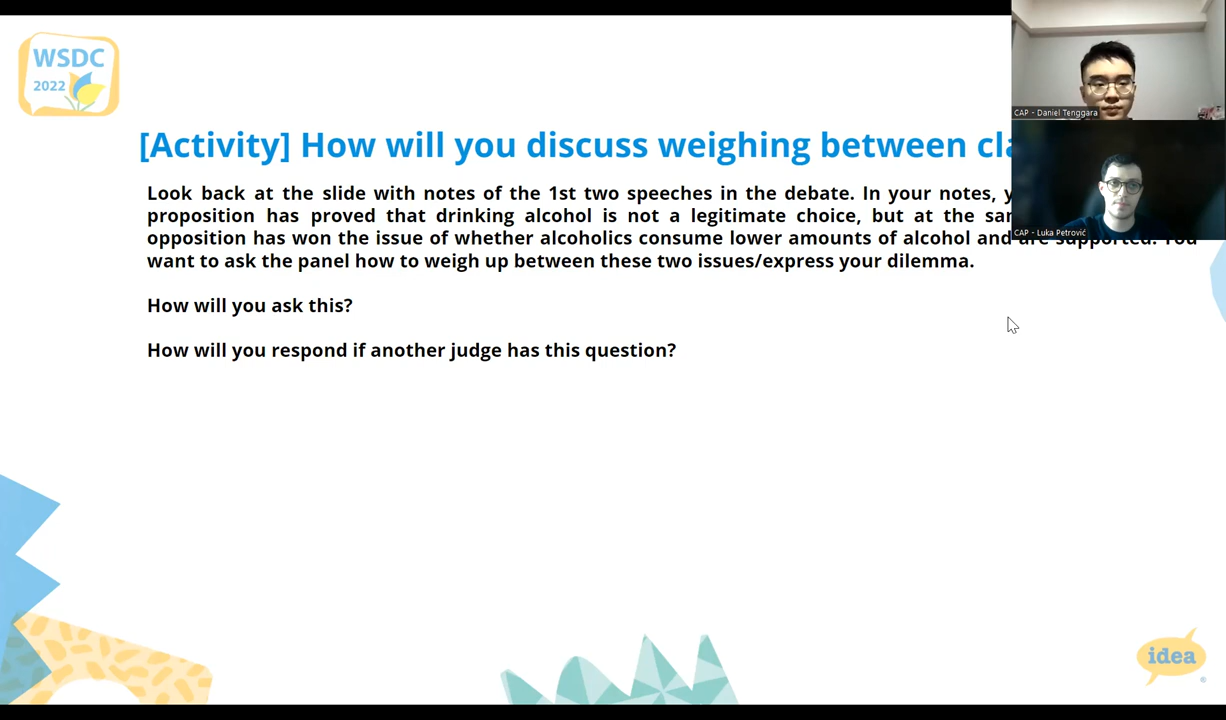 WSDC
2022
CAP - Daniel Tenggara
[Activity] How will you discuss weighing between
Look back at the slide with notes of the 1st two speeches in the debate. In your notes,
proposition has proved that drinking alcohol is not a legitimate choice, but at the
opposition has won the issue of whether alcoholics consume lower amounts of alcohol and are supported. You
want to ask the panel how to weigh up between these two issues/express your dilemma.
CAP - Luka Petrović
How will you ask this?
How will you respond if another judge has this question?
idea